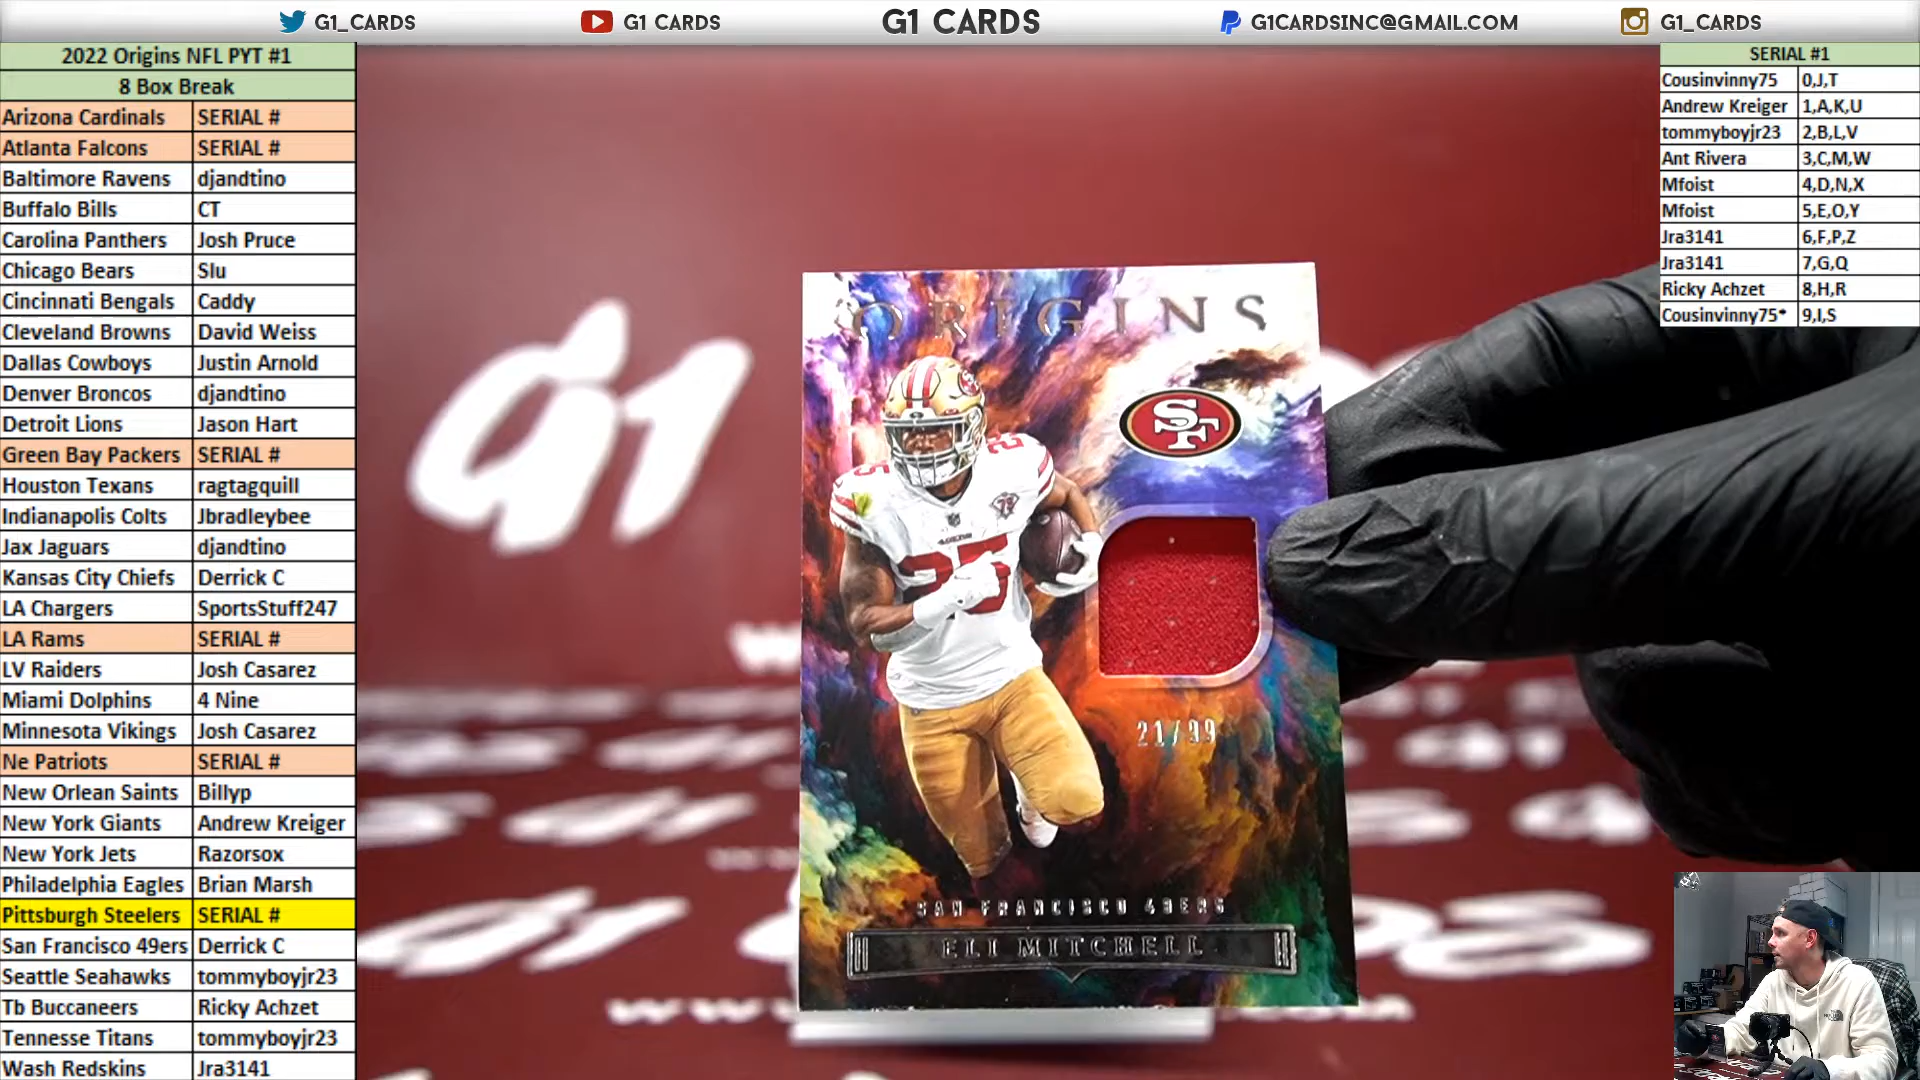 G1_CARDS
G1 CARDS
G1 CARDS
G1CARDSINC@GMAIL.COM
G1_CARDS
2022 Origins NFL PYT #1
8 Box Break
Arizona Cardinals SERIAL #
Atlanta Falcons SERIAL #
Baltimore Ravens djandtino
Buffalo Bills CT
Carolina Panthers Josh Pruce
Chicago Bears Slu
Cincinnati Bengals Caddy
Cleveland Browns David Weiss
Dallas Cowboys Justin Arnold
Denver Broncos djandtino
Detroit Lions Jason Hart
Green Bay Packers SERIAL #
Houston Texans ragtagquill
Indianapolis Colts Jbradleybee
Jax Jaguars djandtino
Kansas City Chiefs Derrick C
LA Chargers SportsStuff247
LA Rams SERIAL #
LV Raiders Josh Casarez
Miami Dolphins 4 Nine
Minnesota Vikings Josh Casarez
Ne Patriots SERIAL #
New Orlean Saints Billyp
New York Giants Andrew Kreiger
New York Jets Razorsox
Philadelphia Eagles Brian Marsh
Pittsburgh Steelers SERIAL #
San Francisco 49ers Derrick C
Seattle Seahawks tommyboyjr23
Tb Buccaneers Ricky Achzet
Tennesse Titans tommyboyjr23
Wash Redskins Jra3141
SERIAL #1
Cousinvinny75 0,J,T
Andrew Kreiger 1,A,K,U
tommyboyjr23 2,B,L,V
Ant Rivera 3,C,M,W
Mfoist 4,D,N,X
Mfoist 5,E,O,Y
Jra3141 6,F,P,Z
Jra3141 7,G,Q
Ricky Achzet 8,H,R
Cousinvinny75* 9,I,S
G1
ORIGINS
SF
25
25
25
21/99
SAN FRANCISCO 49ERS
ELI MITCHELL